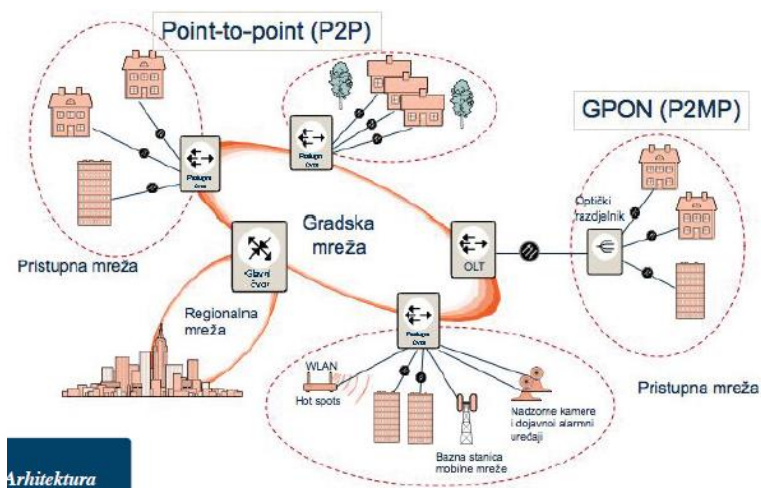 Point-to-point (P2P)
GPON (P2MP)
Optički
razdjelnik
Gradska
mreža
OLT
Pristupna mreža
Glavni
čvor
Regionalna
mreža
WLAN
Hot spots
Bazna stanica
mobilne mreže
Nadzorne kamere
i dojavnoi alarmni
uređaji
Pristupna mreža
Arhitektura